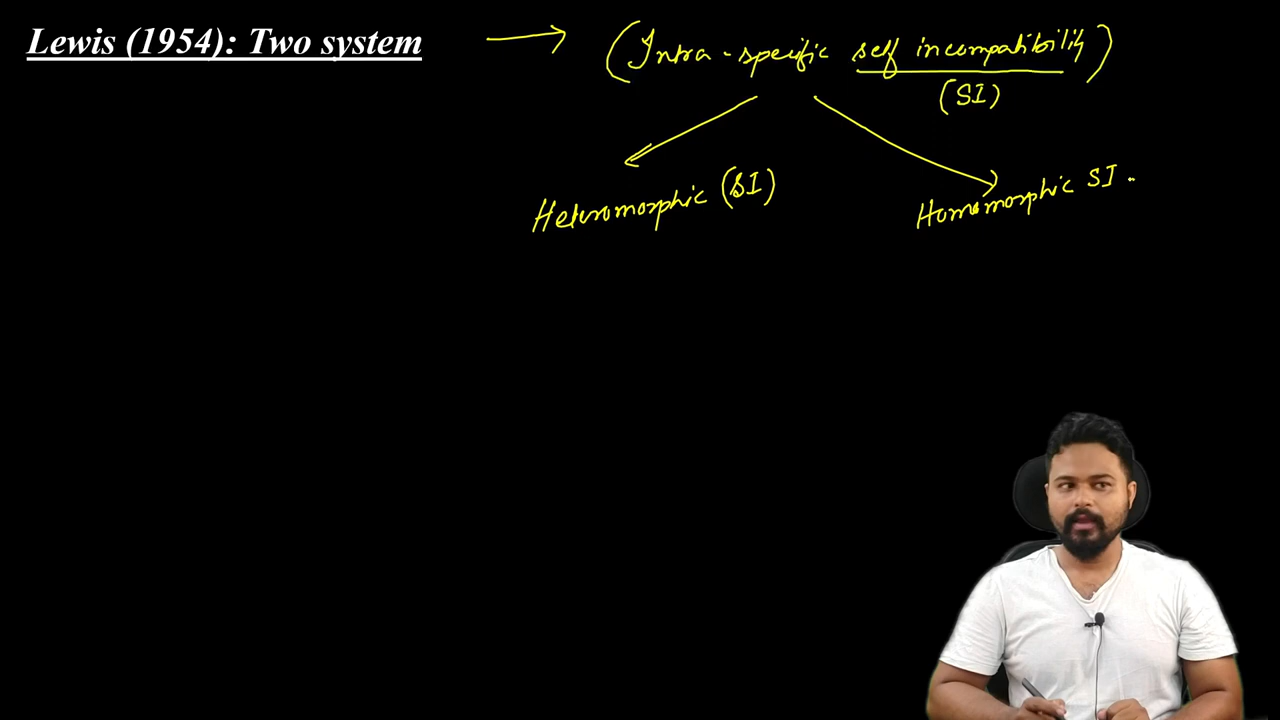 Lewis (1954): Two system
(Intra-specific self incompatibility)
(SI)
Heteromorphic (SI)
Homomorphic SI.